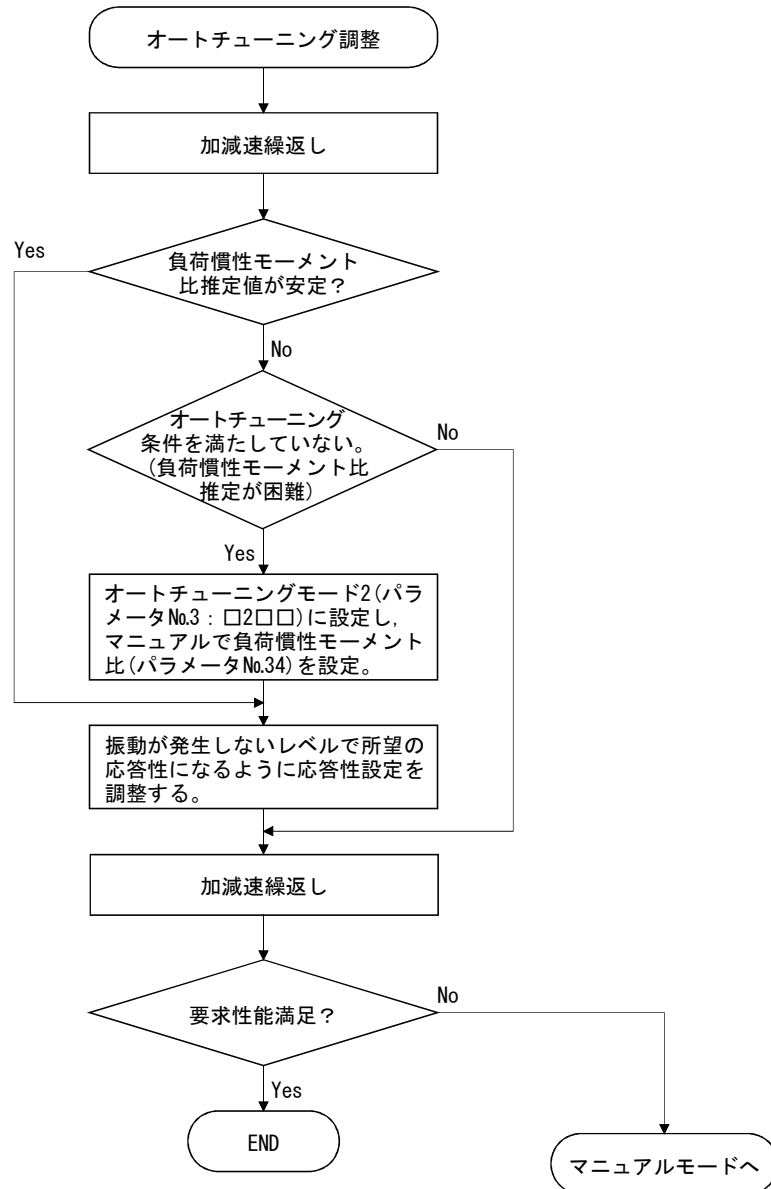 オートチューニング調整
加減速繰返し
Yes
負荷慣性モーメント
比推定値が安定？
No
オートチューニング
条件を満たしていない。
(負荷慣性モーメント比
推定が困難)
No
Yes
オートチューニングモード2(パラ
メータ№3：□2□□)に設定し,
マニュアルで負荷慣性モーメント
比(パラメータ№34)を設定。
振動が発生しないレベルで所望の
応答性になるように応答性設定を
調整する。
加減速繰返し
要求性能満足？
No
Yes
END
マニュアルモードへ